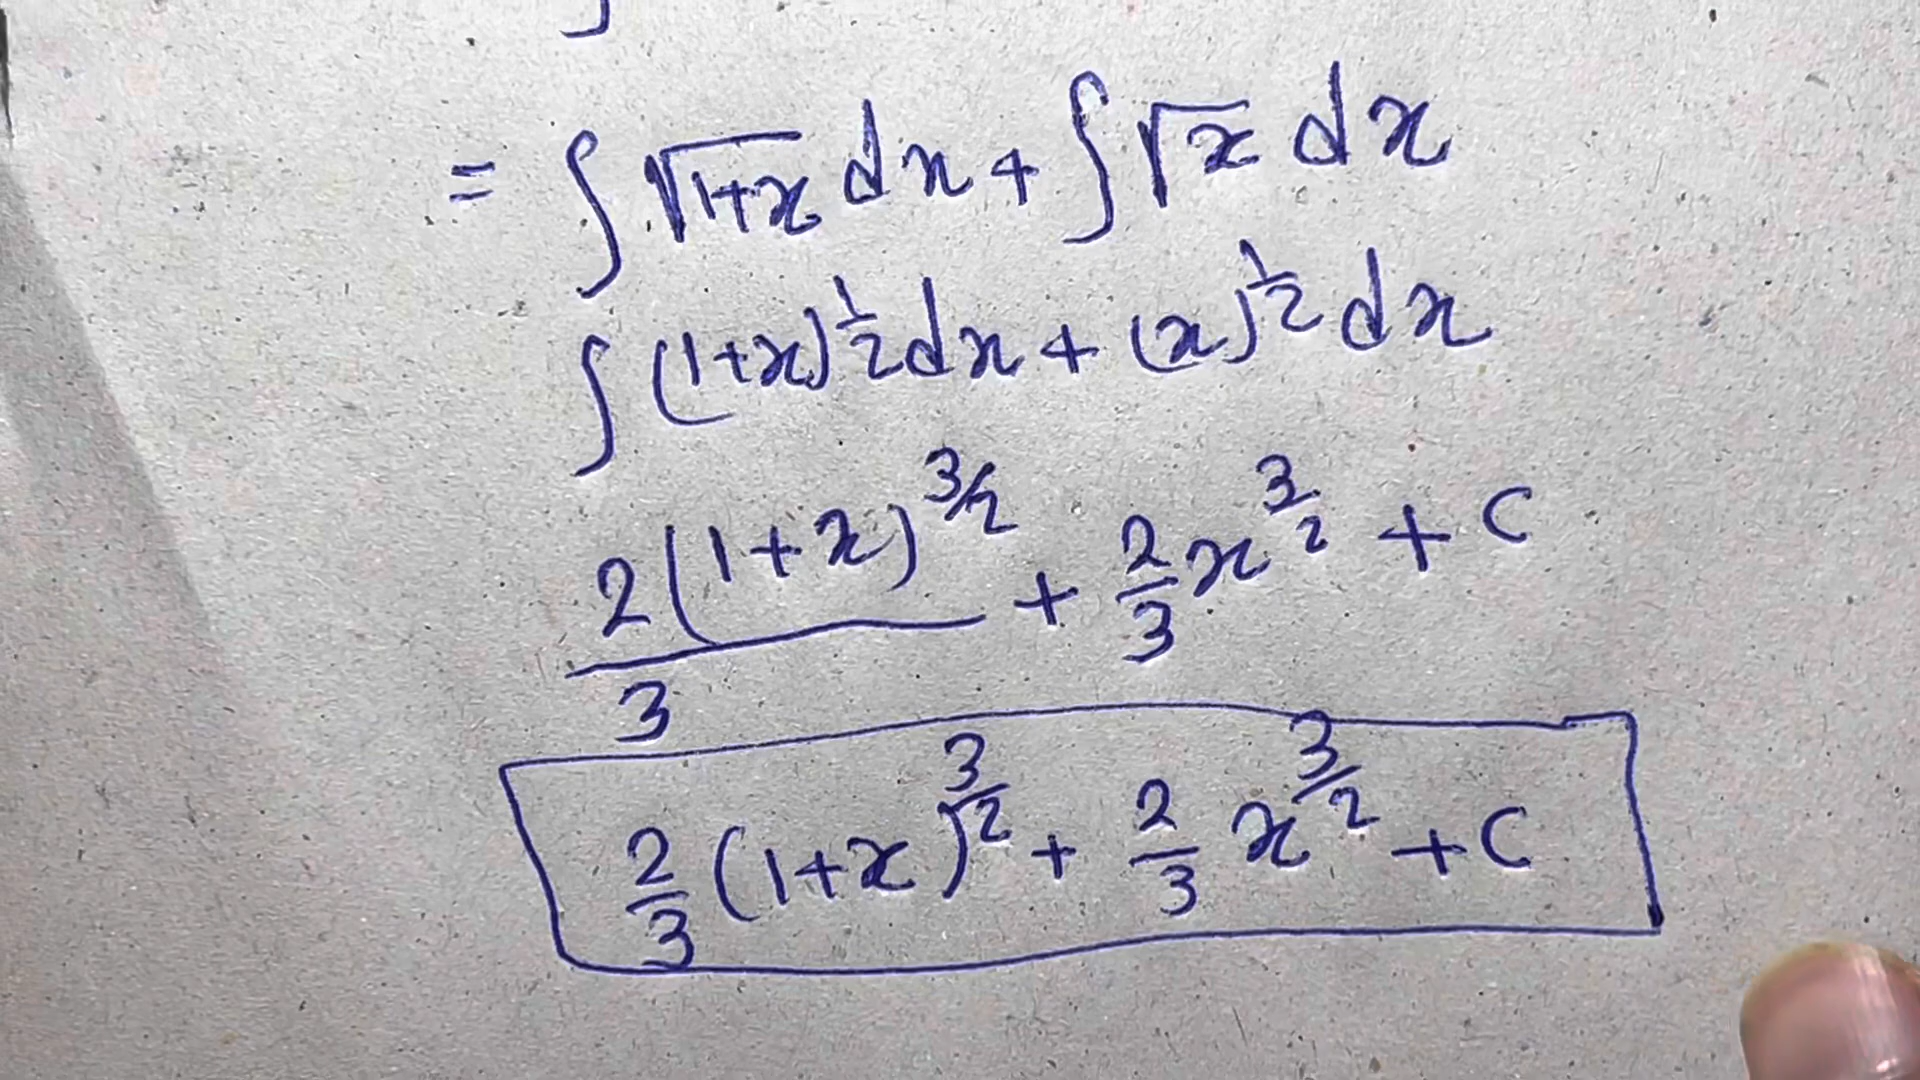 = ∫ √1+x dx + ∫ √x dx
∫ (1+x)^1/2 dx + (x)^1/2 dx
2(1+x)^3/2 / 3 + 2/3 x^3/2 + C
2/3 (1+x)^3/2 + 2/3 x^3/2 + C